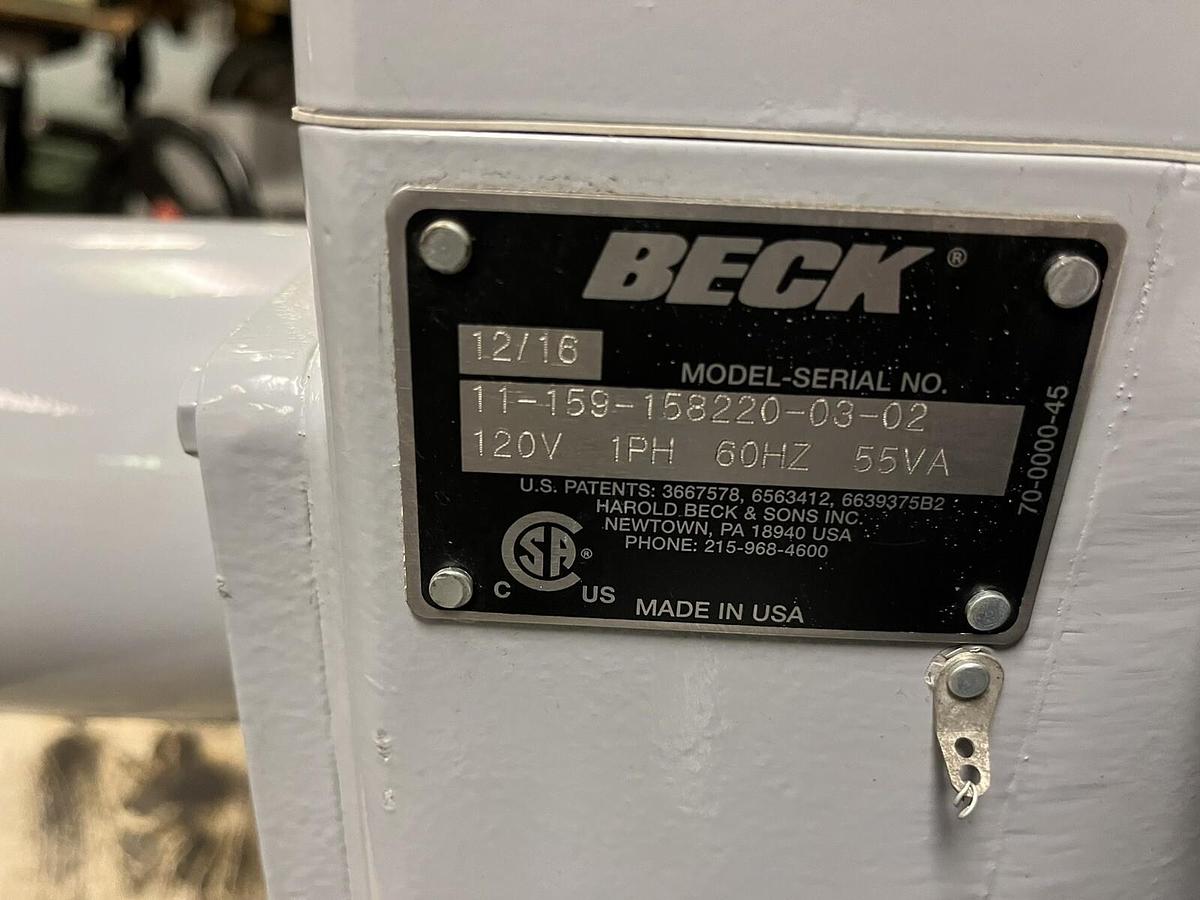 BECK®
12/16
MODEL-SERIAL NO.
11-159-158220-03-02
120V 1PH 60HZ 55VA
U.S. PATENTS: 3667578, 6563412, 6639375B2
HAROLD BECK & SONS INC.
NEWTOWN, PA 18940 USA
PHONE: 215-968-4600
CSA®
C US
MADE IN USA
70-0000-45